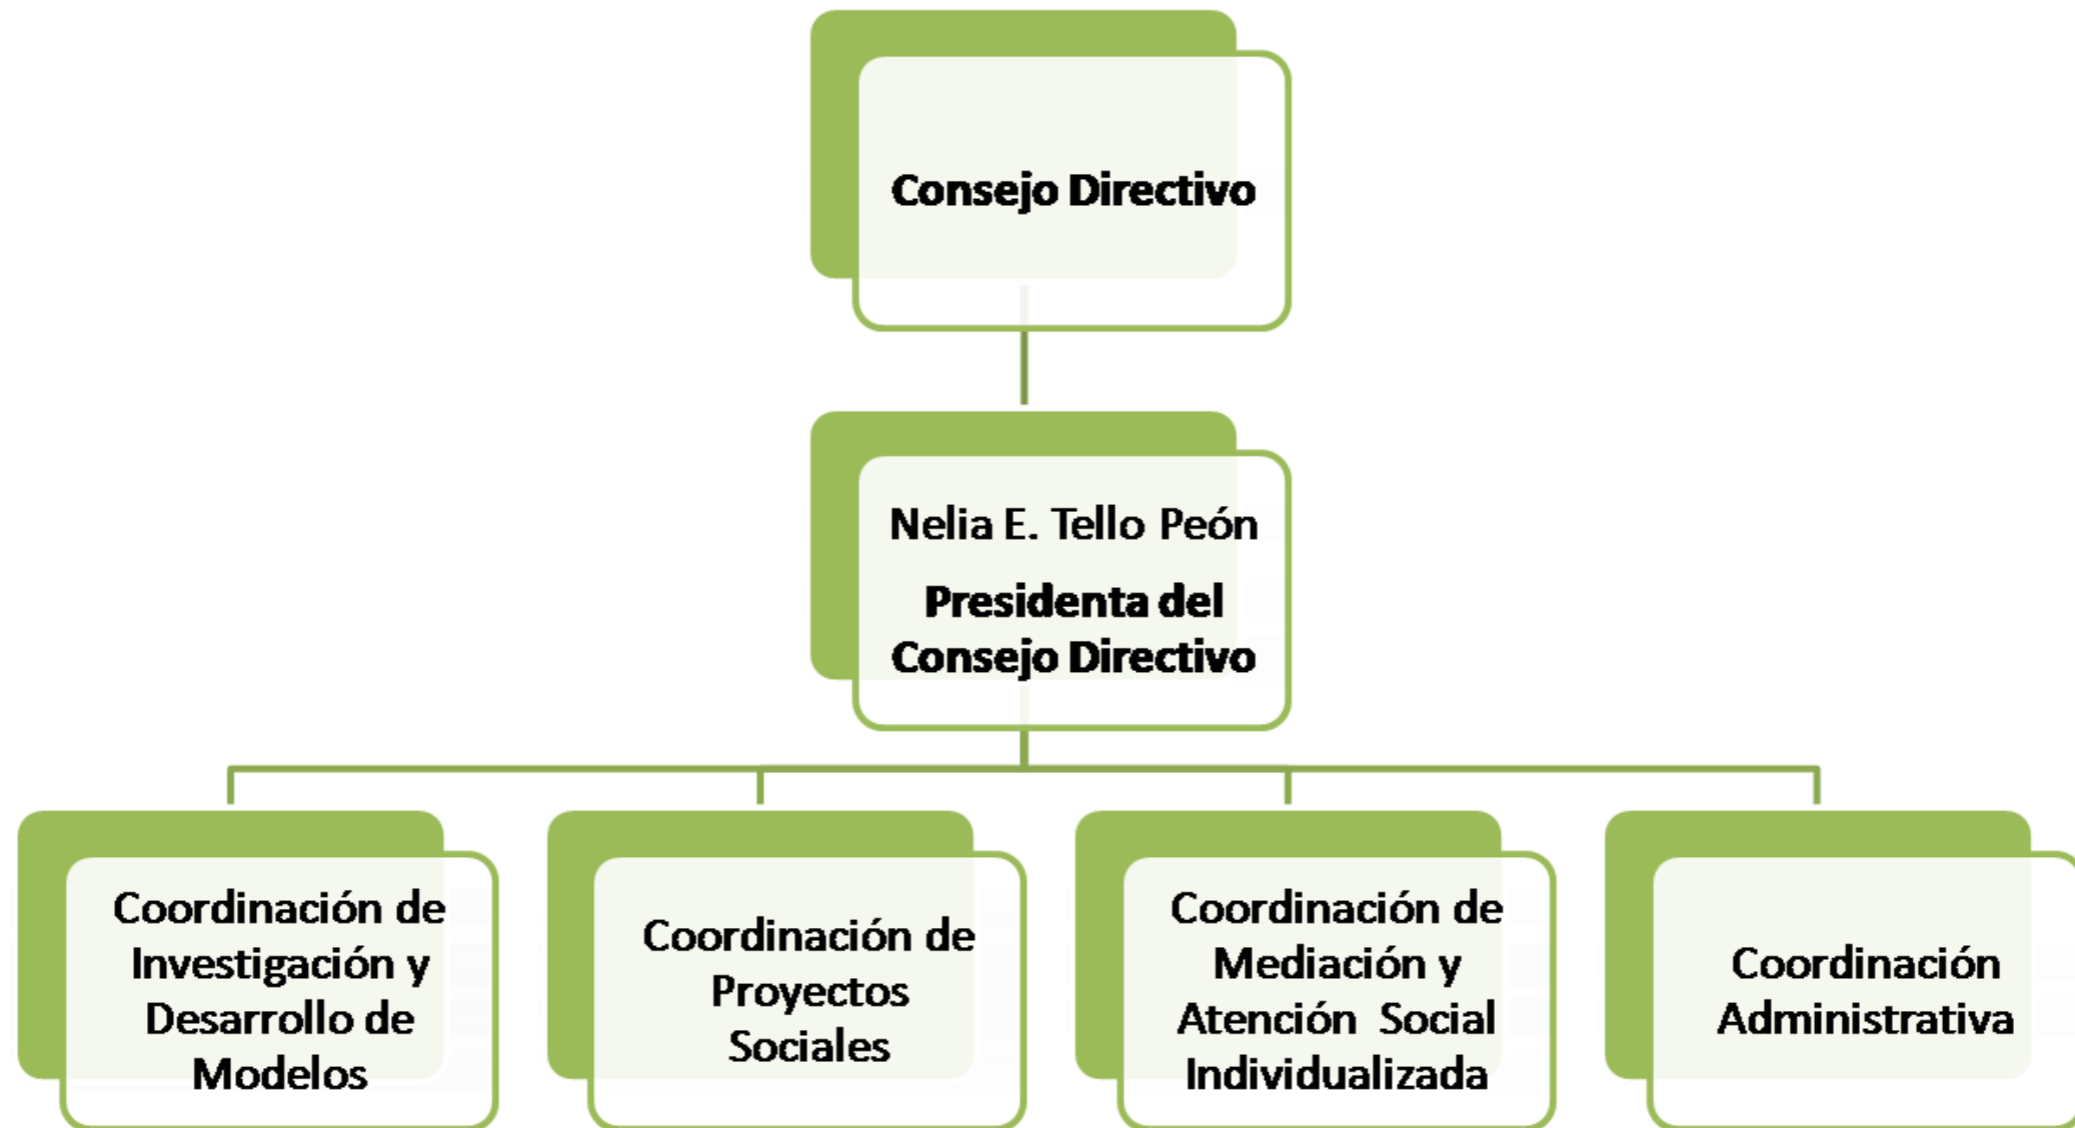 Consejo Directivo
Nelia E. Tello Peón
Presidenta del
Consejo Directivo
Coordinación de
Investigación y
Desarrollo de
Modelos
Coordinación de
Proyectos
Sociales
Coordinación de
Mediación y
Atención Social
Individualizada
Coordinación
Administrativa